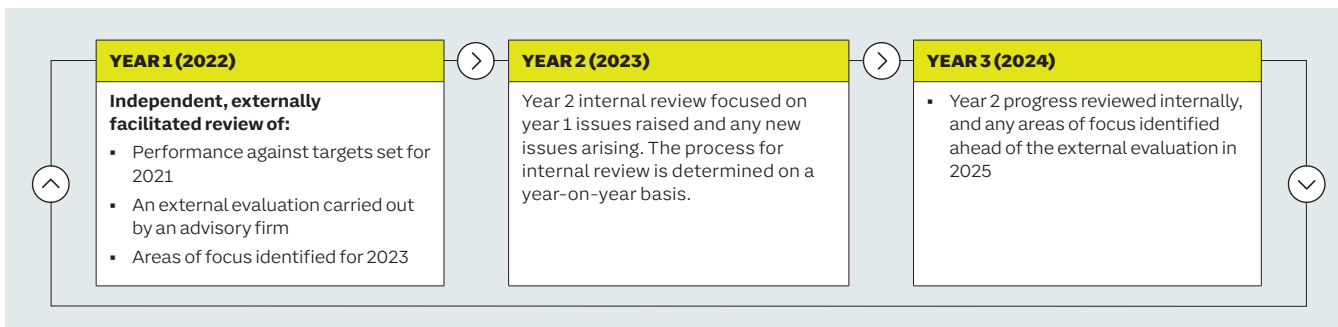 YEAR 1 (2022)
Independent, externally
facilitated review of:
▪ Performance against targets set for
2021
▪ An external evaluation carried out
by an advisory firm
▪ Areas of focus identified for 2023
YEAR 2 (2023)
Year 2 internal review focused on
year 1 issues raised and any new
issues arising. The process for
internal review is determined on a
year-on-year basis.
YEAR 3 (2024)
▪ Year 2 progress reviewed internally,
and any areas of focus identified
ahead of the external evaluation in
2025